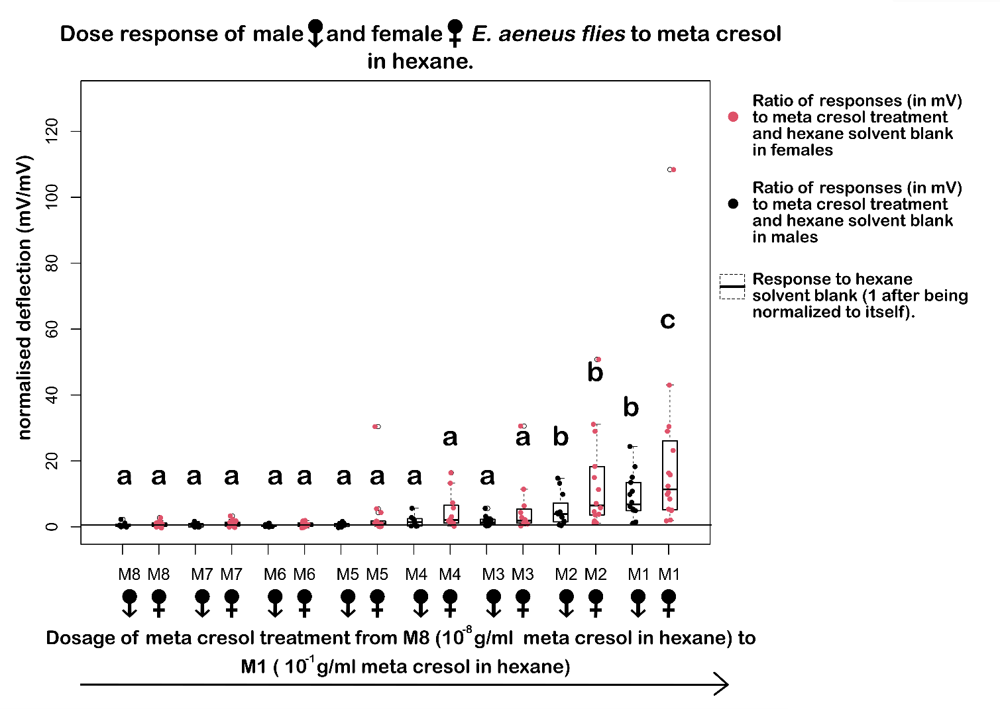 Dose response of male and female E. aeneus flies to meta cresol
in hexane.
normalised deflection (mV/mV)
120
100
80
60
40
20
0
a a a a a a a a a a a a b b b c
M8 M8 M7 M7 M6 M6 M5 M5 M4 M4 M3 M3 M2 M2 M1 M1
Dosage of meta cresol treatment from M8 (10⁻⁸g/ml meta cresol in hexane) to
M1 ( 10⁻¹g/ml meta cresol in hexane)
Ratio of responses (in mV)
to meta cresol treatment
and hexane solvent blank
in females
Ratio of responses (in mV)
to meta cresol treatment
and hexane solvent blank
in males
Response to hexane
solvent blank (1 after being
normalized to itself).